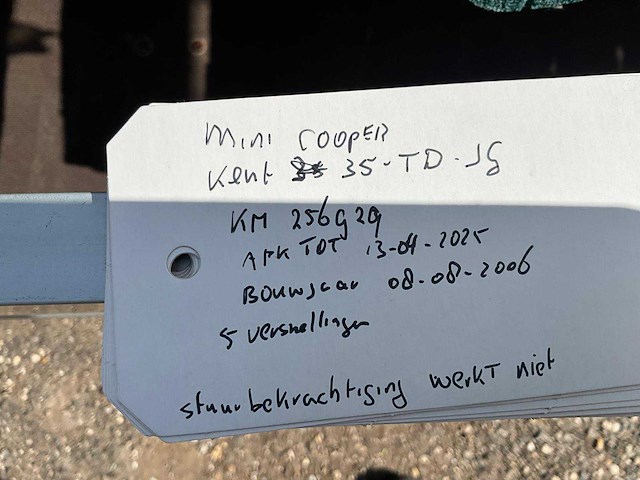 Mini COOPER
Kent 35-TD-JG
KM 256929
APK TOT 13-04-2025
BOUWJaar 08-08-2006
5 versnellingen
stuurbekrachtiging werkT niet